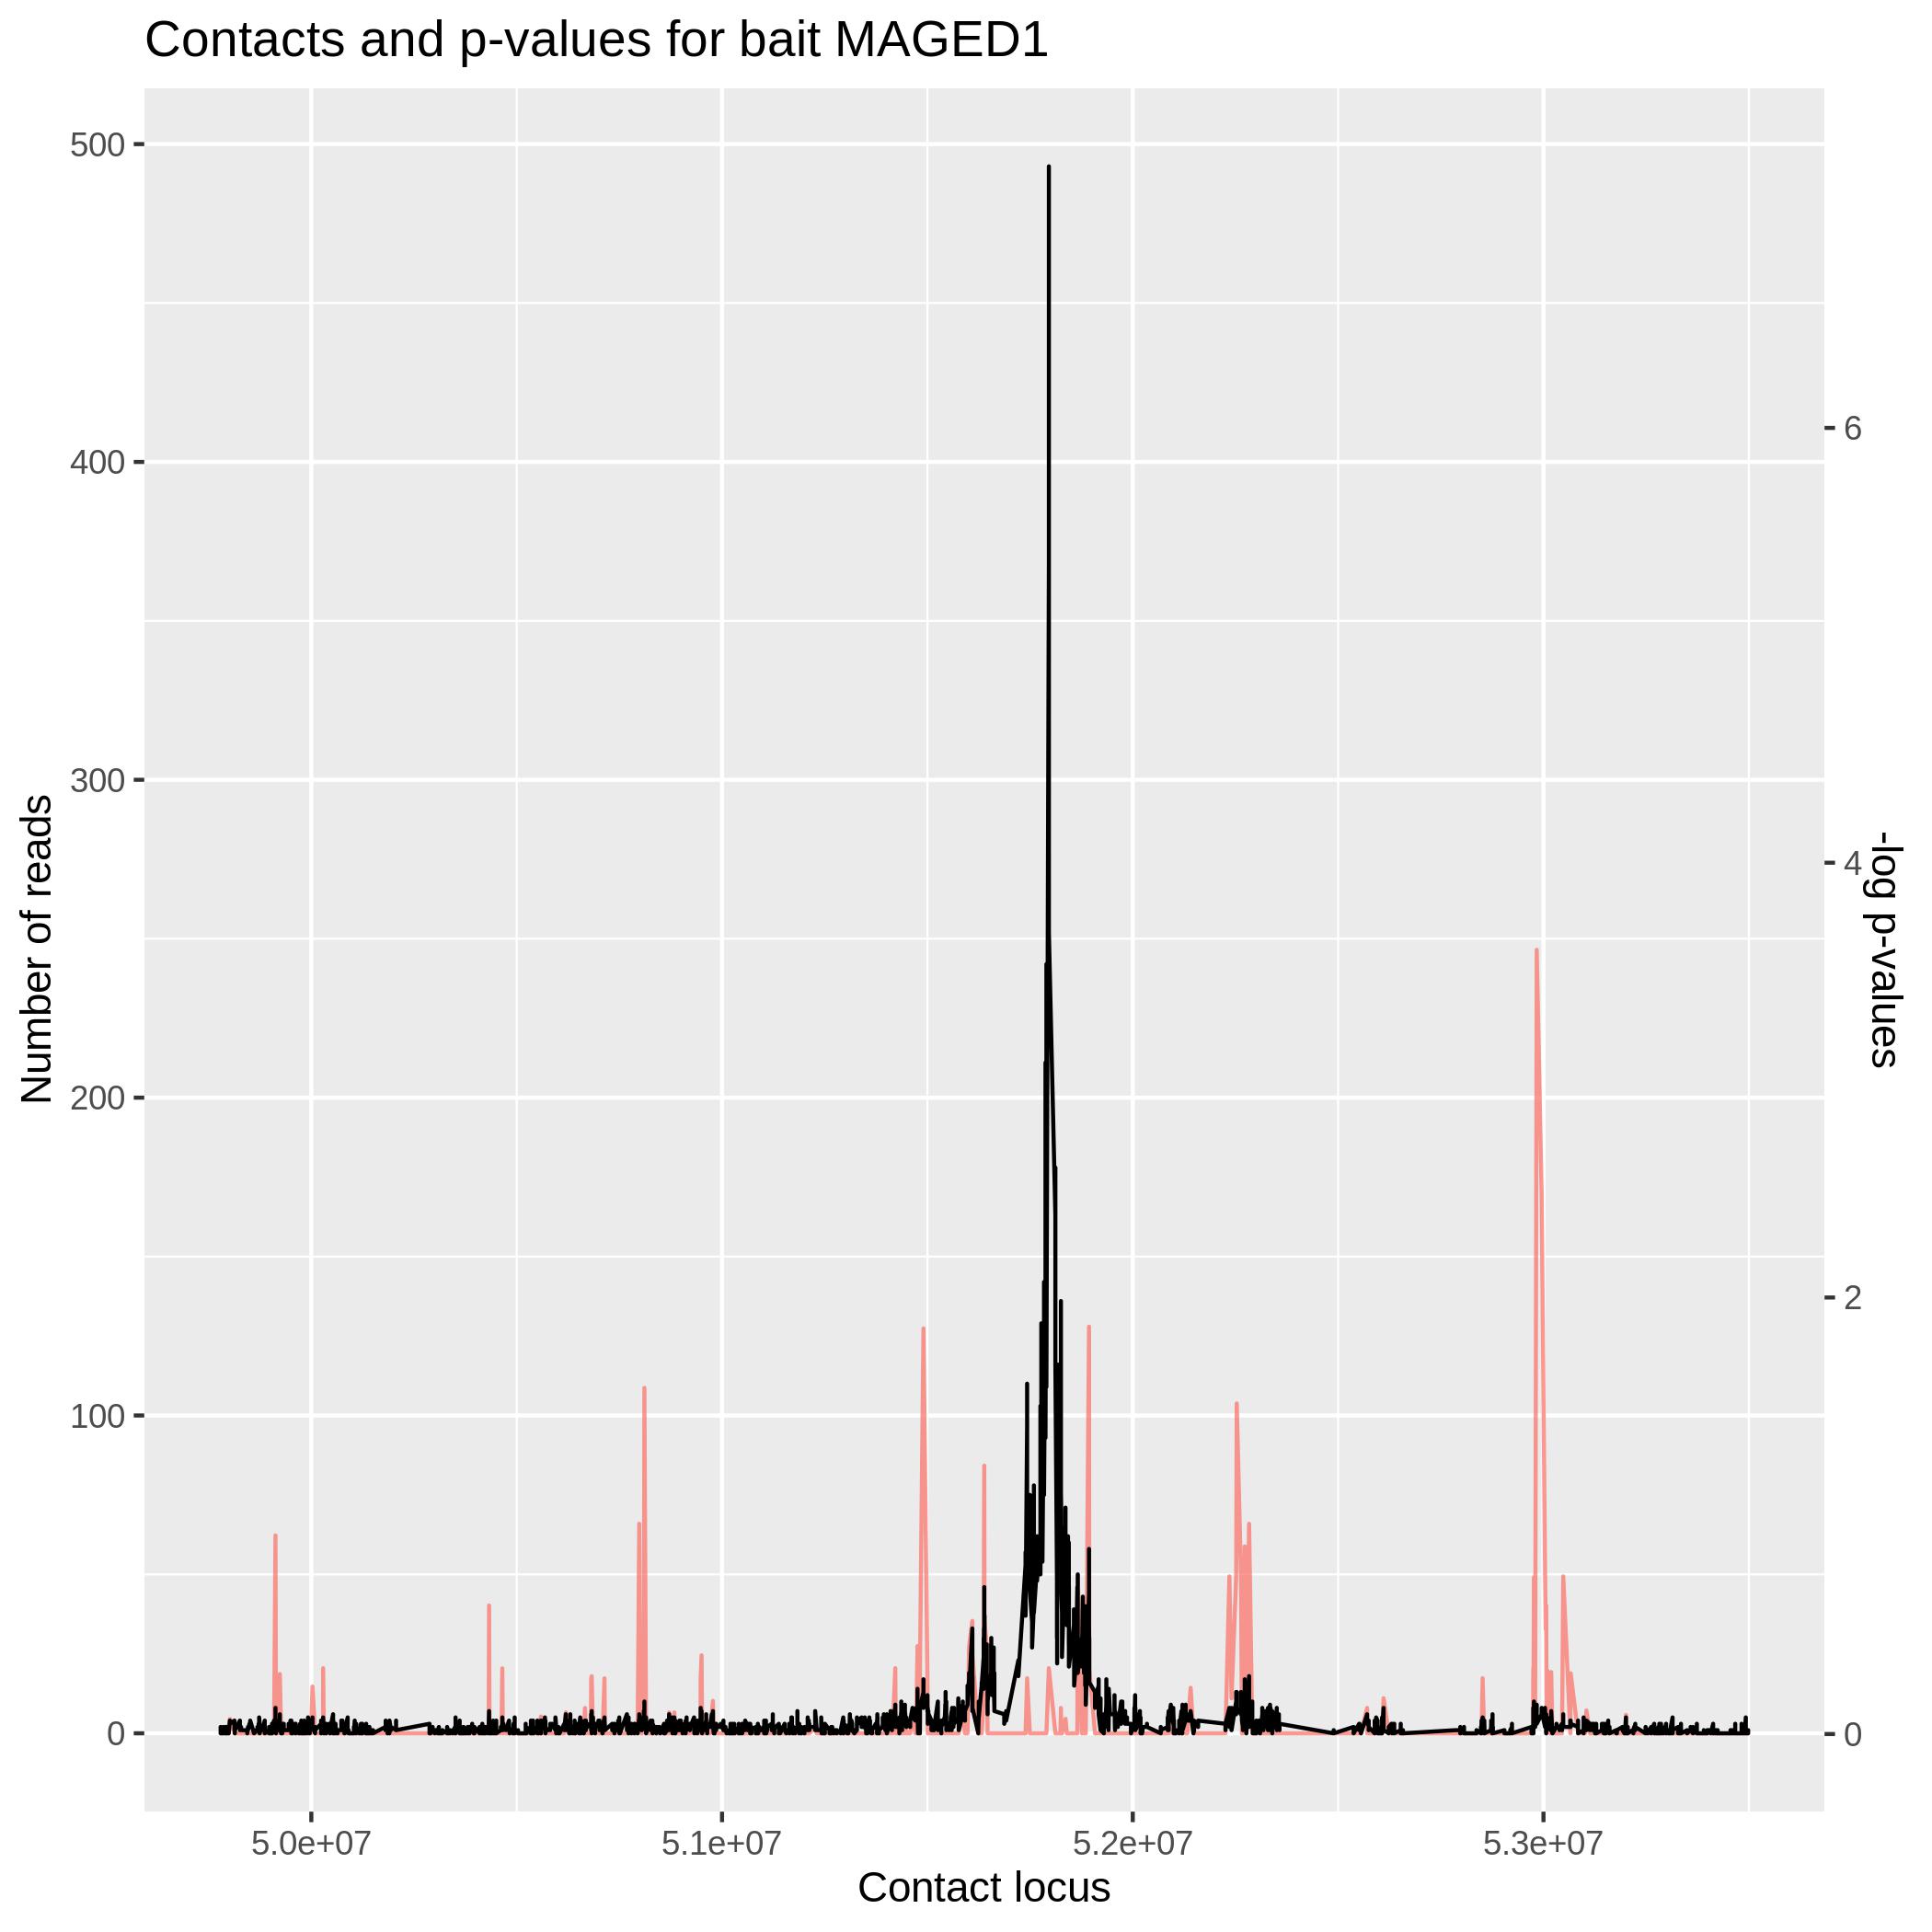 Contacts and p-values for bait MAGED1
500
400
300
200
100
0
Number of reads
6
4
2
0
-log p-values
5.0e+07
5.1e+07
5.2e+07
5.3e+07
Contact locus